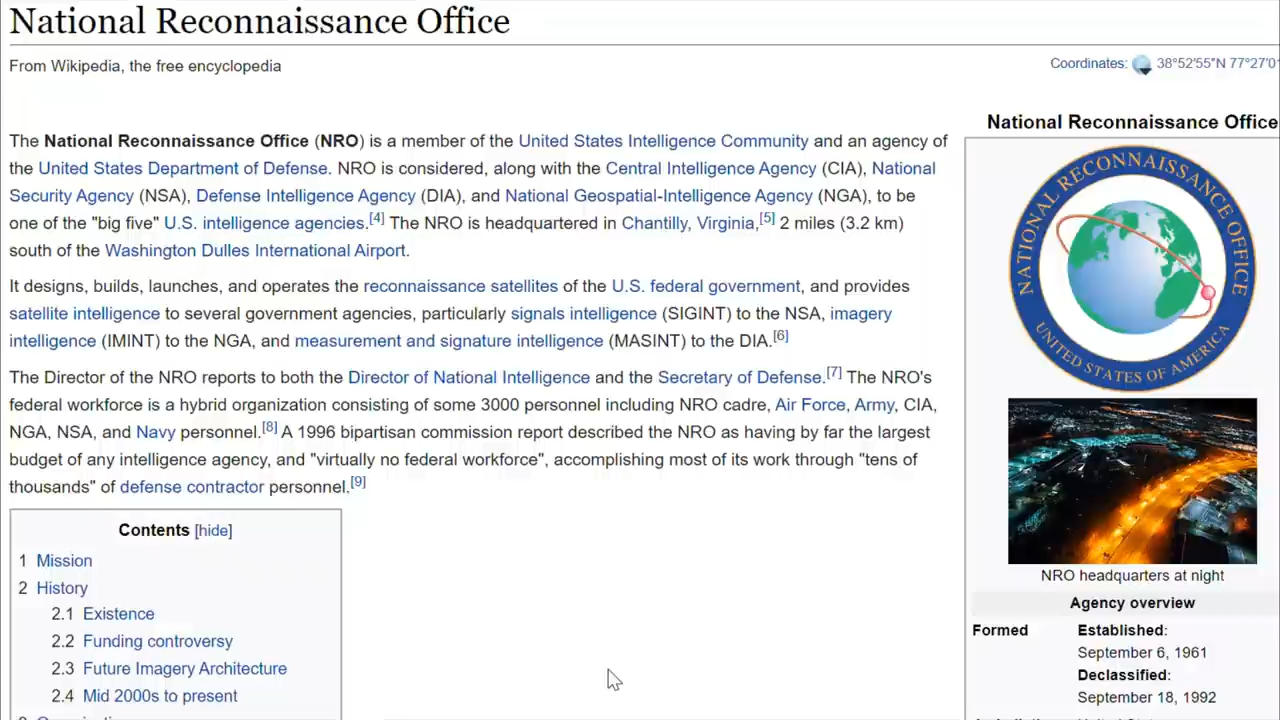 National Reconnaissance Office
From Wikipedia, the free encyclopedia
Coordinates: 38°52′55″N 77°27′01
The National Reconnaissance Office (NRO) is a member of the United States Intelligence Community and an agency of
the United States Department of Defense. NRO is considered, along with the Central Intelligence Agency (CIA), National
Security Agency (NSA), Defense Intelligence Agency (DIA), and National Geospatial-Intelligence Agency (NGA), to be
one of the "big five" U.S. intelligence agencies.[4] The NRO is headquartered in Chantilly, Virginia,[5] 2 miles (3.2 km)
south of the Washington Dulles International Airport.
It designs, builds, launches, and operates the reconnaissance satellites of the U.S. federal government, and provides
satellite intelligence to several government agencies, particularly signals intelligence (SIGINT) to the NSA, imagery
intelligence (IMINT) to the NGA, and measurement and signature intelligence (MASINT) to the DIA.[6]
The Director of the NRO reports to both the Director of National Intelligence and the Secretary of Defense.[7] The NRO's
federal workforce is a hybrid organization consisting of some 3000 personnel including NRO cadre, Air Force, Army, CIA,
NGA, NSA, and Navy personnel.[8] A 1996 bipartisan commission report described the NRO as having by far the largest
budget of any intelligence agency, and "virtually no federal workforce", accomplishing most of its work through "tens of
thousands" of defense contractor personnel.[9]
Contents [hide]
1 Mission
2 History
2.1 Existence
2.2 Funding controversy
2.3 Future Imagery Architecture
2.4 Mid 2000s to present
National Reconnaissance Office
NATIONAL RECONNAISSANCE OFFICE
UNITED STATES OF AMERICA
NRO headquarters at night
Agency overview
Formed Established:
September 6, 1961
Declassified:
September 18, 1992